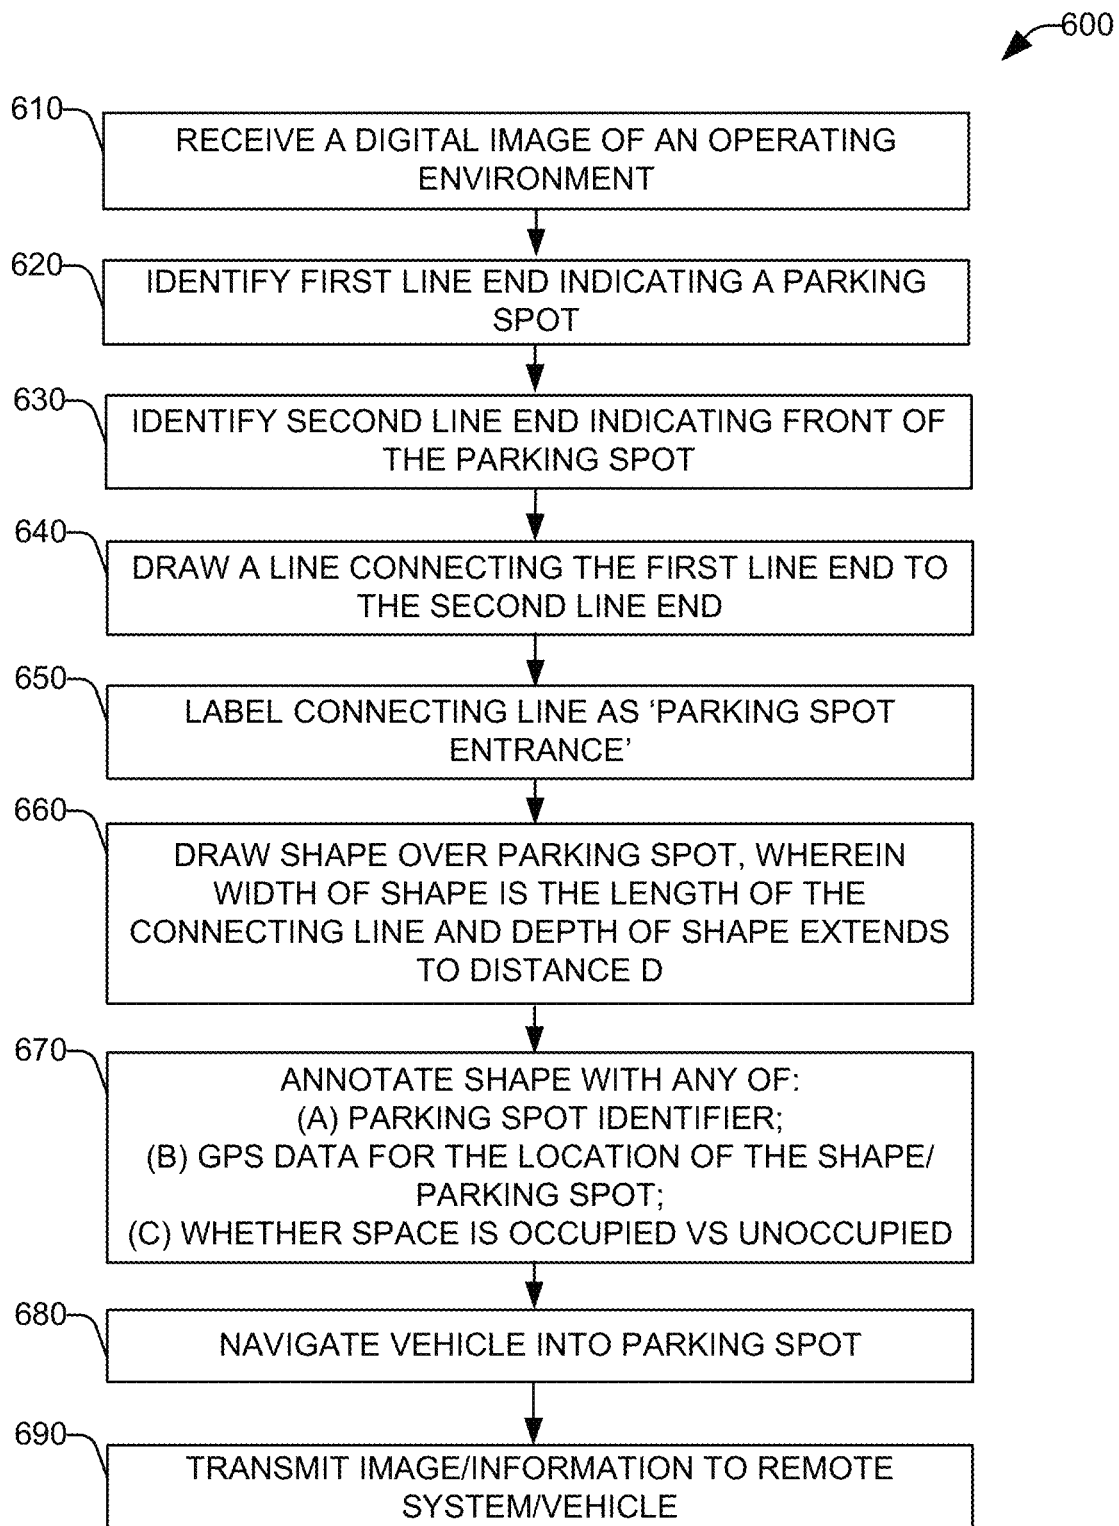 600
610
RECEIVE A DIGITAL IMAGE OF AN OPERATING
ENVIRONMENT
620
IDENTIFY FIRST LINE END INDICATING A PARKING
SPOT
630
IDENTIFY SECOND LINE END INDICATING FRONT OF
THE PARKING SPOT
640
DRAW A LINE CONNECTING THE FIRST LINE END TO
THE SECOND LINE END
650
LABEL CONNECTING LINE AS ‘PARKING SPOT
ENTRANCE’
660
DRAW SHAPE OVER PARKING SPOT, WHEREIN
WIDTH OF SHAPE IS THE LENGTH OF THE
CONNECTING LINE AND DEPTH OF SHAPE EXTENDS
TO DISTANCE D
670
ANNOTATE SHAPE WITH ANY OF:
(A) PARKING SPOT IDENTIFIER;
(B) GPS DATA FOR THE LOCATION OF THE SHAPE/
PARKING SPOT;
(C) WHETHER SPACE IS OCCUPIED VS UNOCCUPIED
680
NAVIGATE VEHICLE INTO PARKING SPOT
690
TRANSMIT IMAGE/INFORMATION TO REMOTE
SYSTEM/VEHICLE